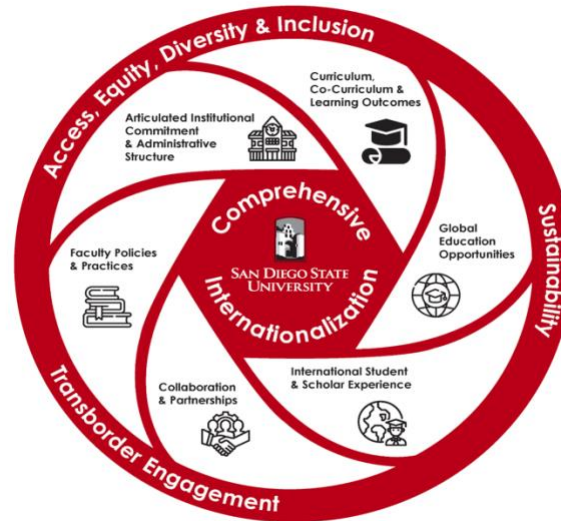 Access, Equity, Diversity & Inclusion
Curriculum,
Co-Curriculum &
Learning Outcomes
Articulated Institutional
Commitment
& Administrative
Structure
Comprehensive
SAN DIEGO STATE
UNIVERSITY
Internationalization
Global
Education
Opportunities
Sustainability
Faculty Policies
& Practices
International Student
& Scholar Experience
Collaboration
& Partnerships
Transborder Engagement